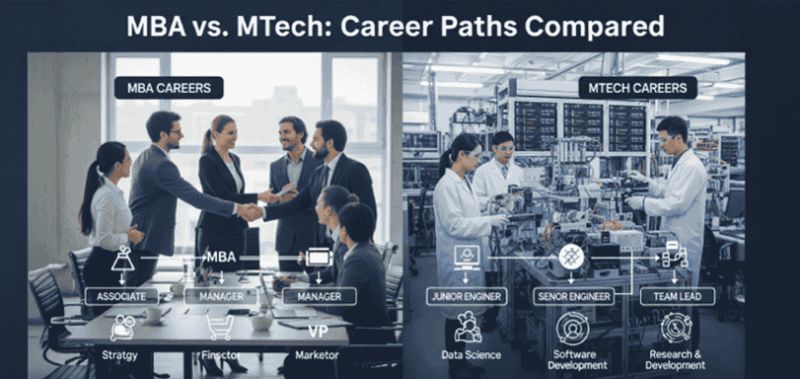 MBA vs. MTech: Career Paths Compared
MBA CAREERS
MBA
ASSOCIATE
MANAGER
MANAGER
VP
Stratgy
Finsctor
Marketor
MTECH CAREERS
JUNIOR ENGINER
SENOR ENGINEER
TEAM LEAD
Data Science
Software
Development
Research &
Development